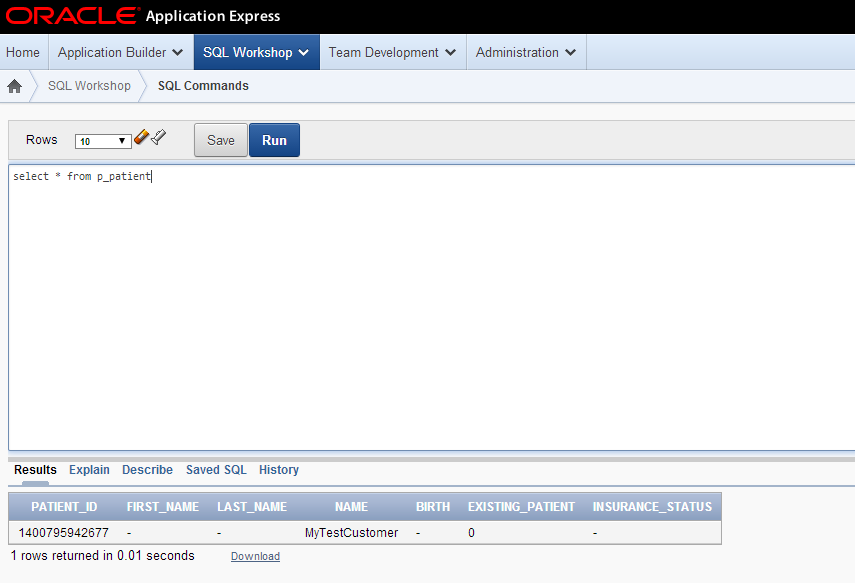 ORACLE Application Express
Home Application Builder SQL Workshop Team Development Administration
SQL Workshop SQL Commands
Rows 10 Save Run
select * from p_patient
Results Explain Describe Saved SQL History
PATIENT_ID FIRST_NAME LAST_NAME NAME BIRTH EXISTING_PATIENT INSURANCE_STATUS
1400795942677 - - MyTestCustomer - 0 -
1 rows returned in 0.01 seconds Download